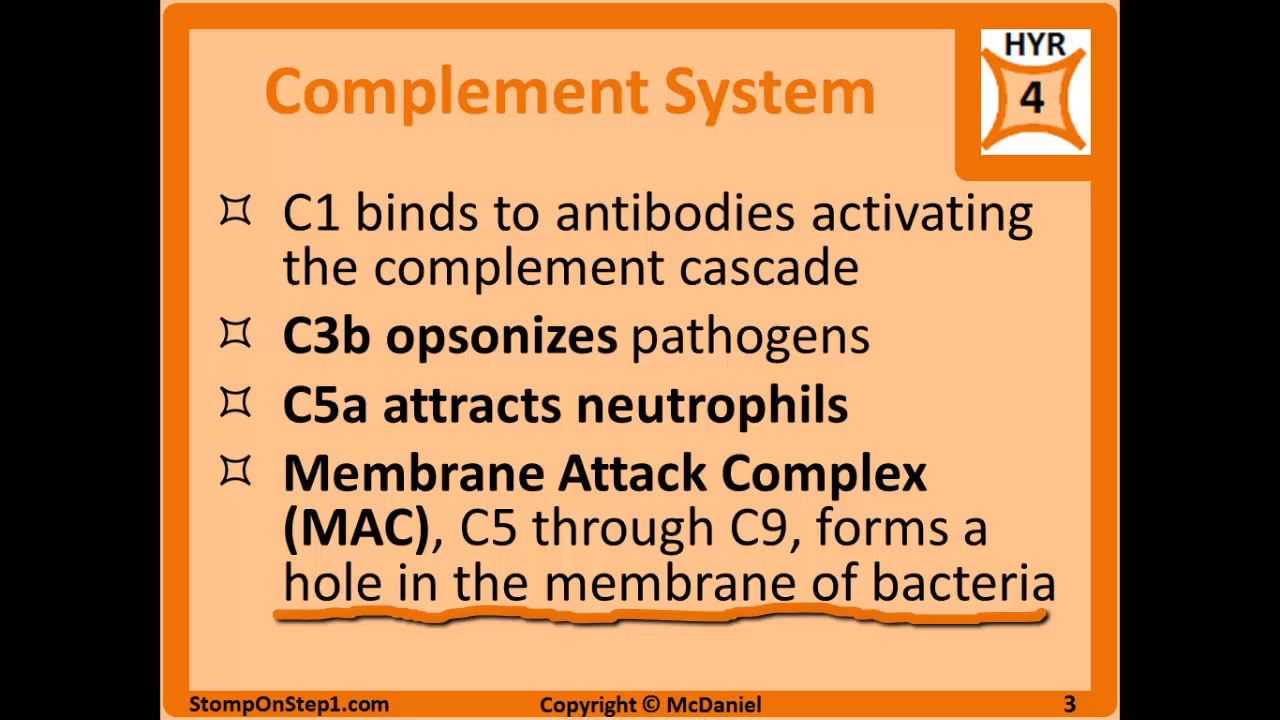 Complement System
HYR
4
C1 binds to antibodies activating
the complement cascade
C3b opsonizes pathogens
C5a attracts neutrophils
Membrane Attack Complex
(MAC), C5 through C9, forms a
hole in the membrane of bacteria
StompOnStep1.com
Copyright © McDaniel
3